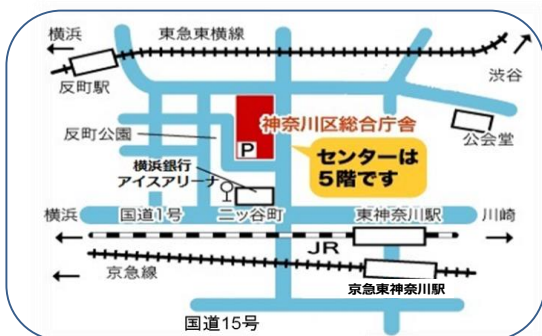 横浜
東急東横線
渋谷
反町駅
反町公園
神奈川区総合庁舎
P
公会堂
センターは
5階です
横浜銀行
アイスアリーナ
横浜
国道1号
二ッ谷町
東神奈川駅
川崎
JR
京急線
京急東神奈川駅
国道15号